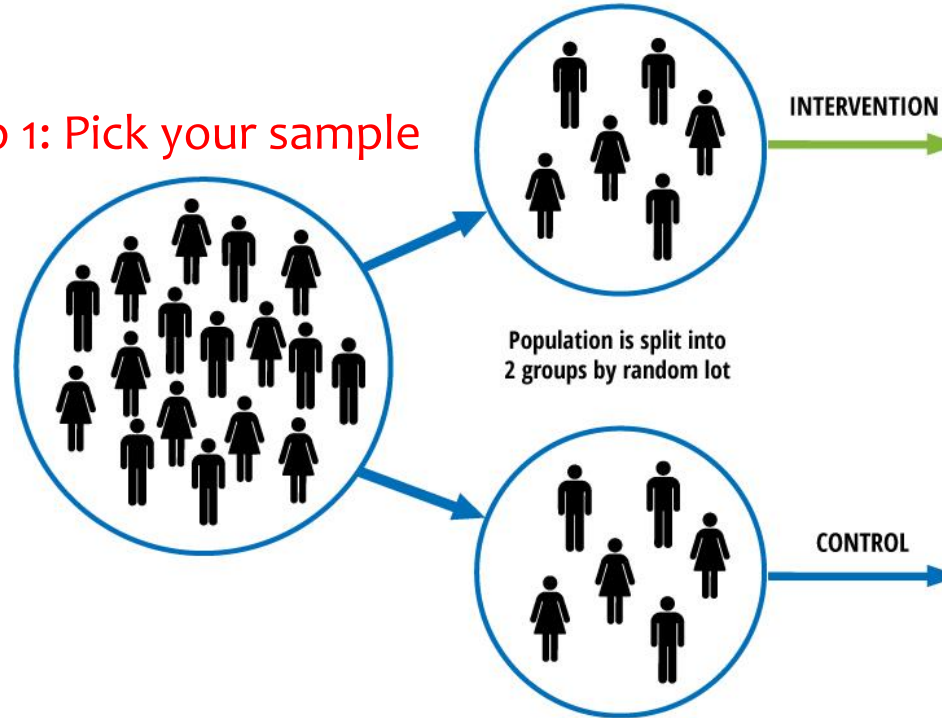 1: Pick your sample
INTERVENTION
Population is split into
2 groups by random lot
CONTROL